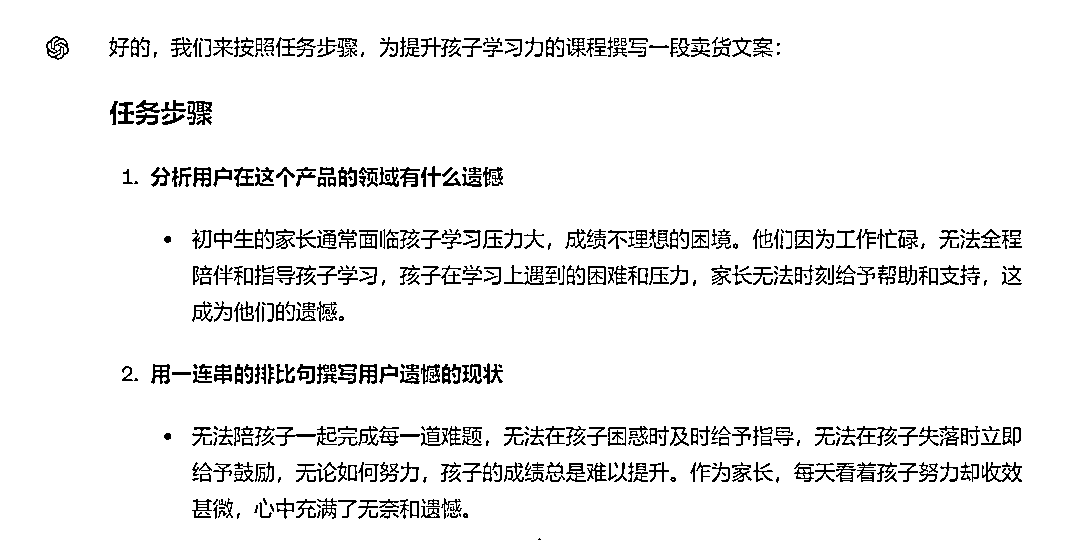 好的，我们来按照任务步骤，为提升孩子学习力的课程撰写一段卖货文案：
任务步骤
1. 分析用户在这个产品的领域有什么遗憾
• 初中生的家长通常面临孩子学习压力大，成绩不理想的困境。他们因为工作忙碌，无法全程
陪伴和指导孩子学习，孩子在学习上遇到的困难和压力，家长无法时刻给予帮助和支持，这
成为他们的遗憾。
2. 用一连串的排比句撰写用户遗憾的现状
• 无法陪孩子一起完成每一道难题，无法在孩子困惑时及时给予指导，无法在孩子失落时立即
给予鼓励，无论如何努力，孩子的成绩总是难以提升。作为家长，每天看着孩子努力却收效
甚微，心中充满了无奈和遗憾。